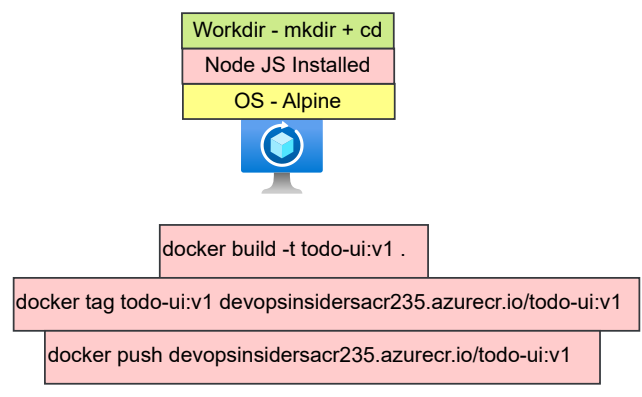 Workdir - mkdir + cd
Node JS Installed
OS - Alpine
docker build -t todo-ui:v1 .
docker tag todo-ui:v1 devopsinsidersacr235.azurecr.io/todo-ui:v1
docker push devopsinsidersacr235.azurecr.io/todo-ui:v1